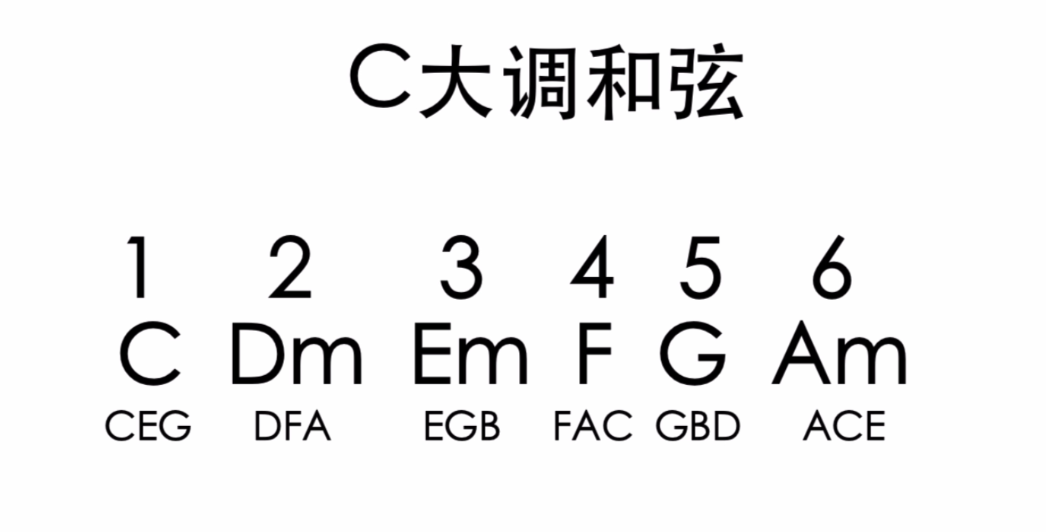 C大调和弦
1 2 3 4 5 6
C Dm Em F G Am
CEG DFA EGB FAC GBD ACE